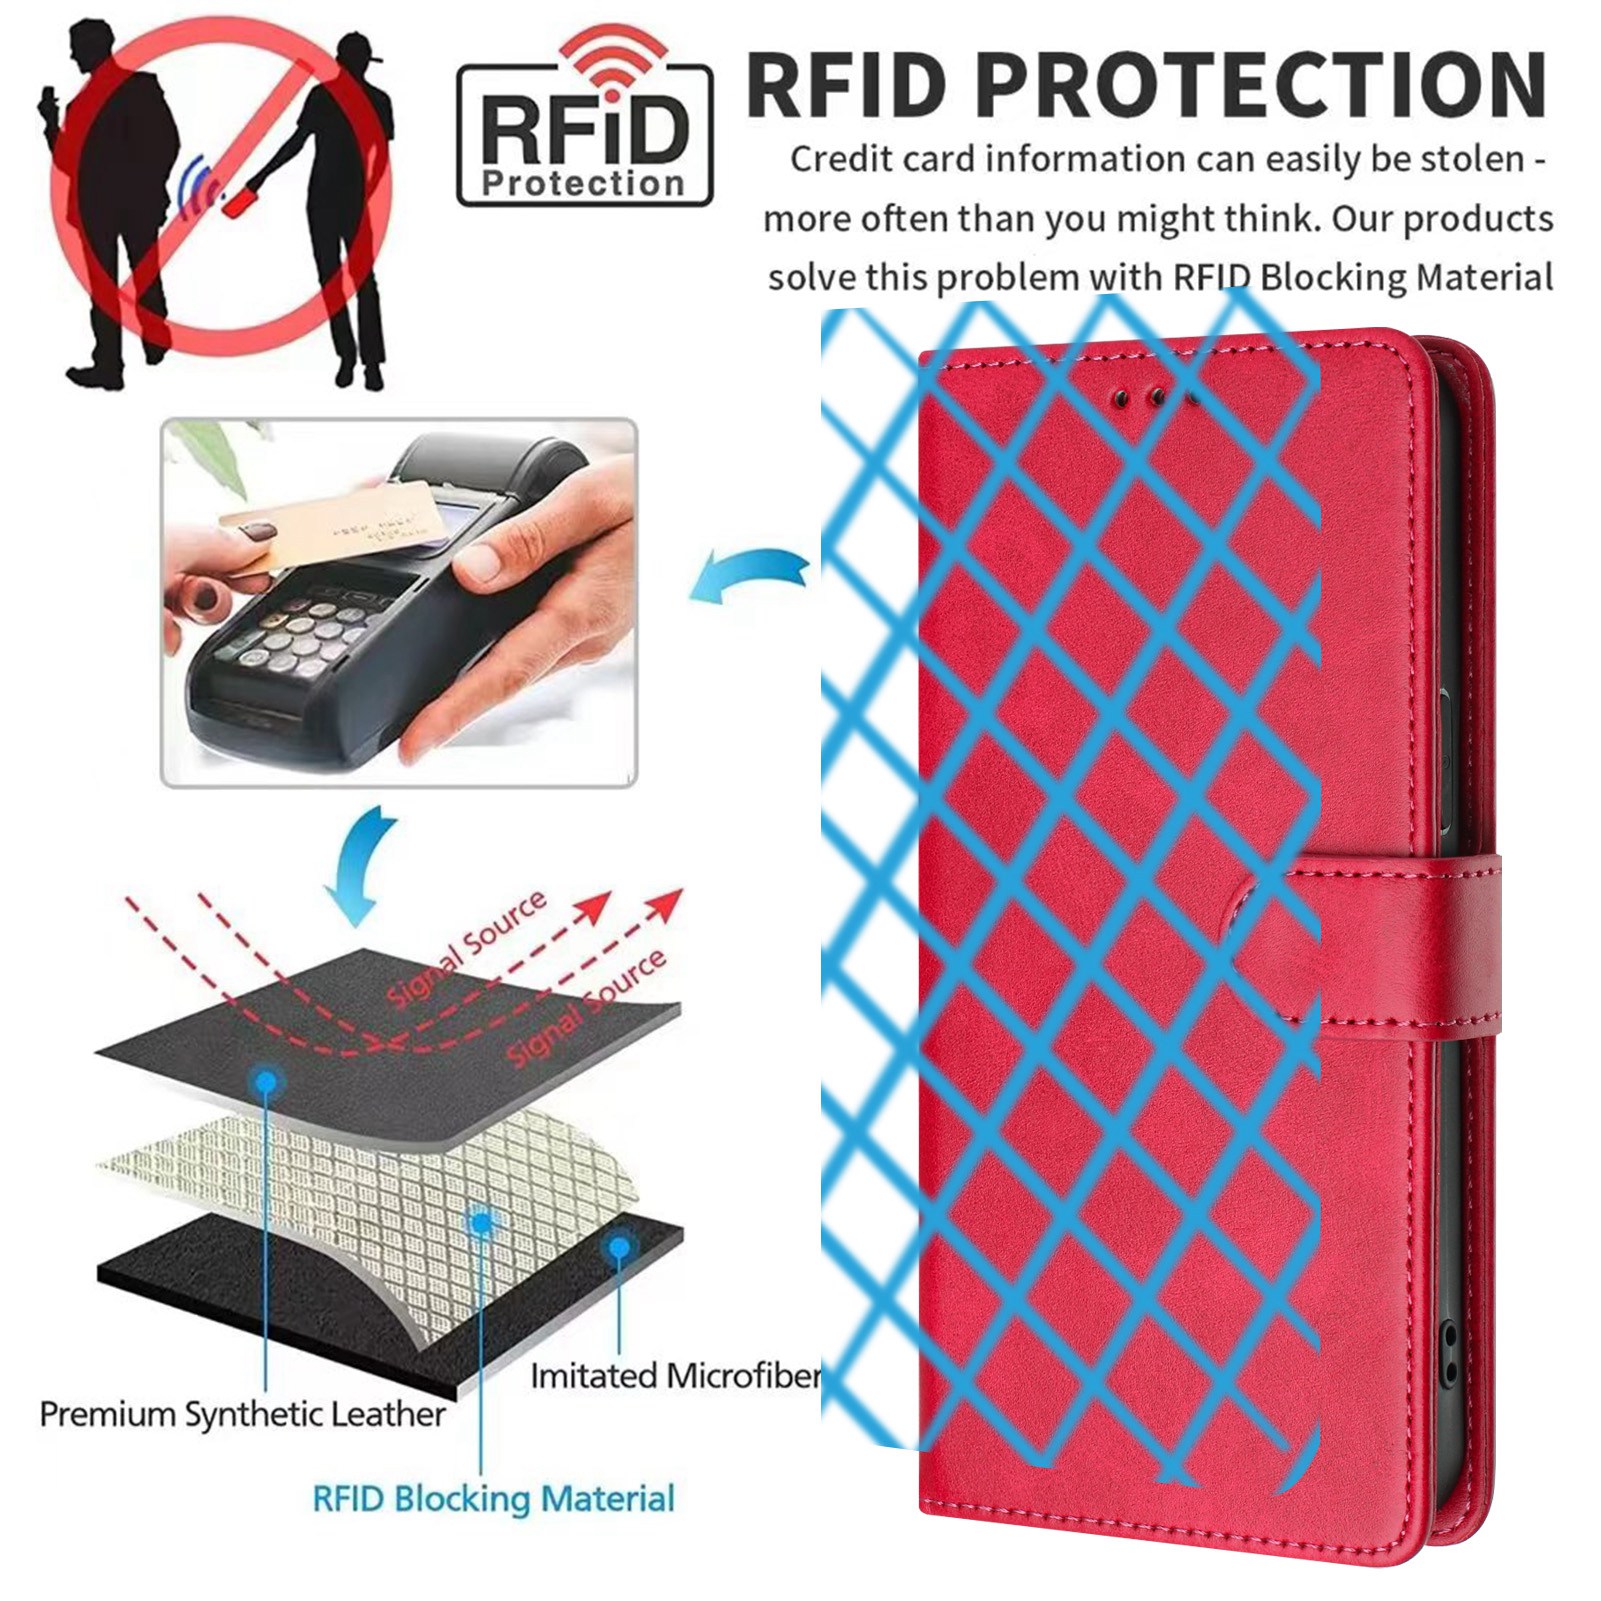 RFiD
Protection
RFID PROTECTION
Credit card information can easily be stolen -
more often than you might think. Our products
solve this problem with RFID Blocking Material
Signal Source
Signal Source
Imitated Microfiber
Premium Synthetic Leather
RFID Blocking Material